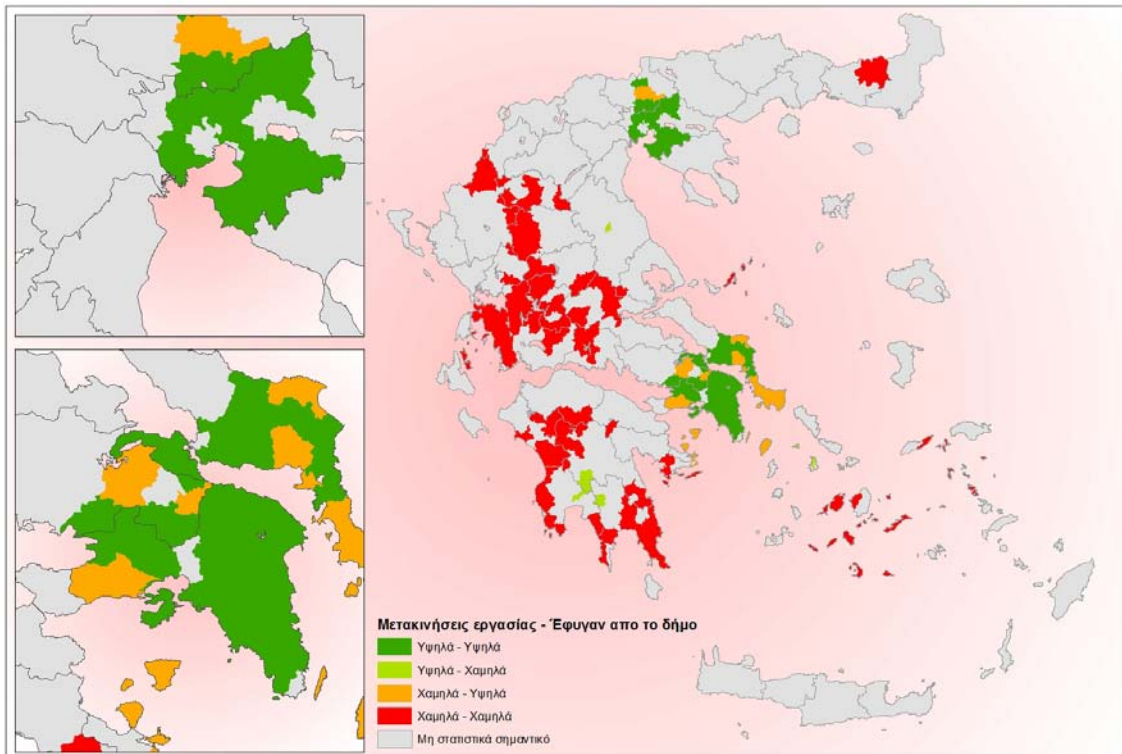 Μετακινήσεις εργασίας - Έφυγαν απο το δήμο
Υψηλά - Υψηλά
Υψηλά - Χαμηλά
Χαμηλά - Υψηλά
Χαμηλά - Χαμηλά
Μη στατιστικά σημαντικό